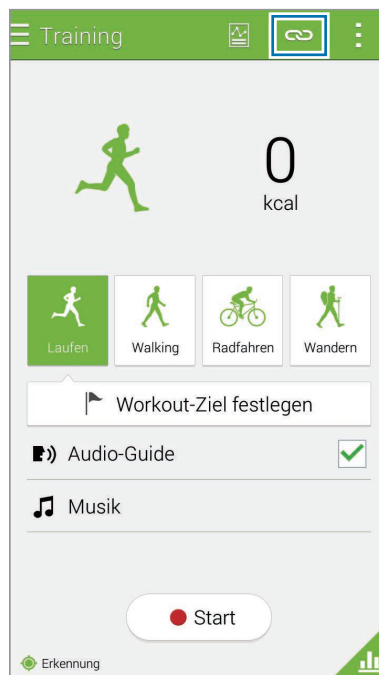 Training
0
kcal
Laufen
Walking
Radfahren
Wandern
Workout-Ziel festlegen
Audio-Guide
Musik
Start
Erkennung